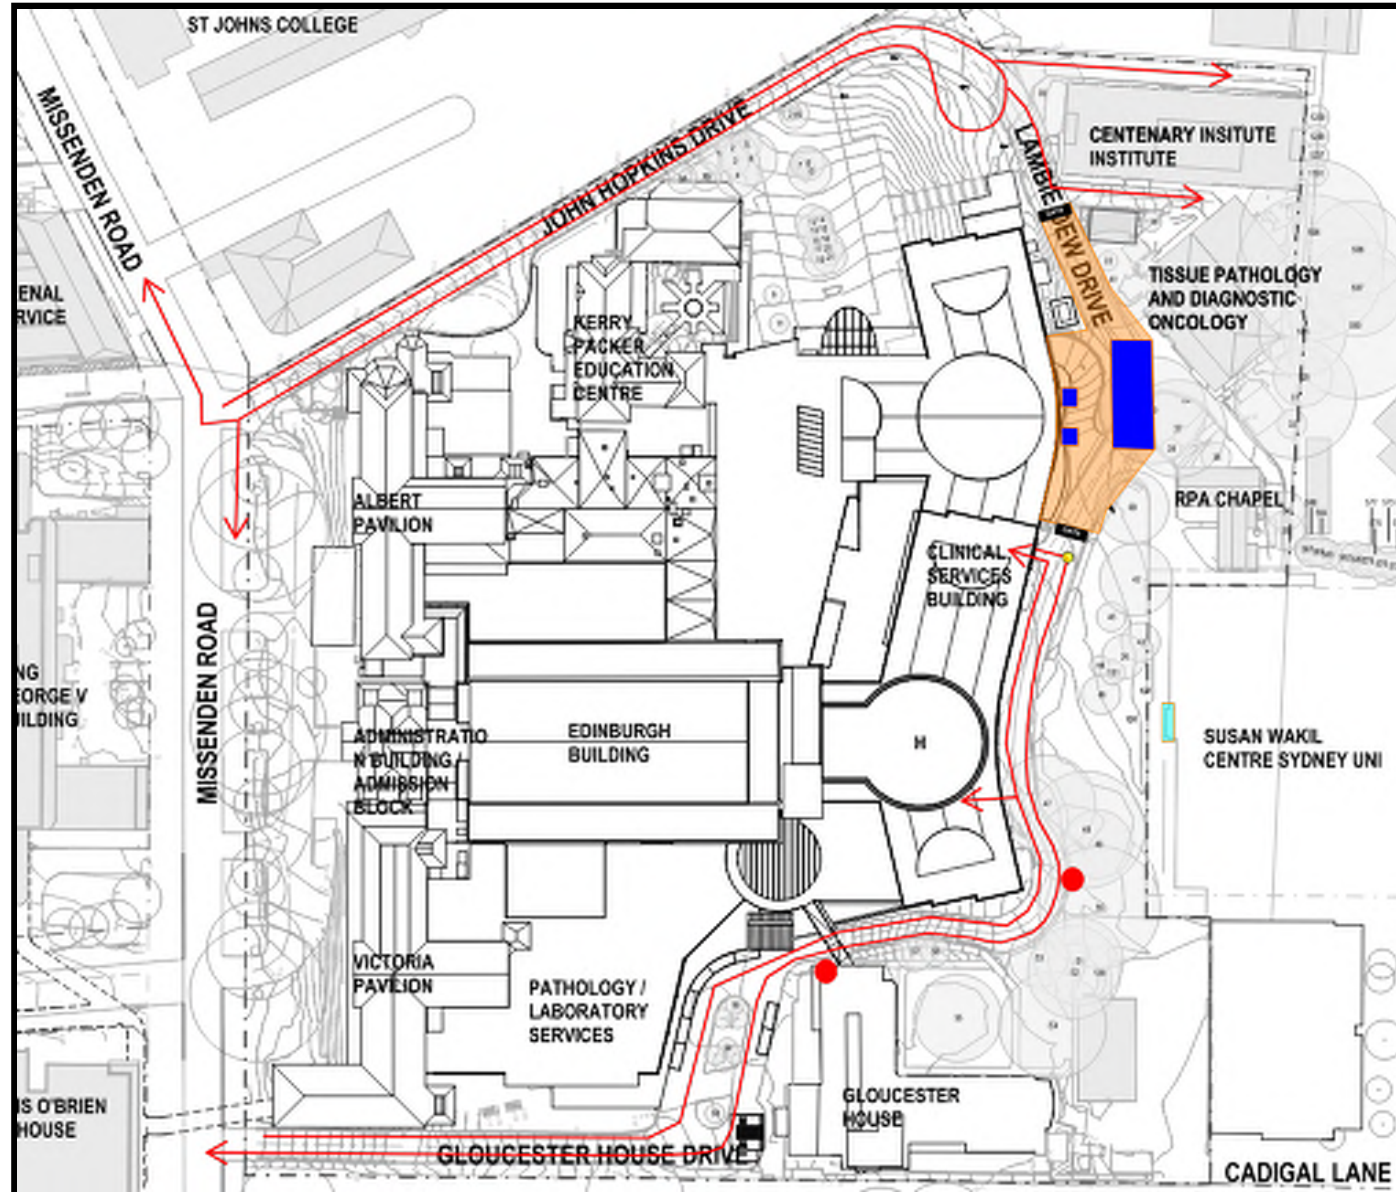 ST JOHNS COLLEGE
MISSENDEN ROAD
JOHN HOPKINS DRIVE
LAMBIE DEW DRIVE
CENTENARY INSITUTE
INSTITUTE
TISSUE PATHOLOGY
AND DIAGNOSTIC
ONCOLOGY
ENAL
RVICE
KERRY
PACKER
EDUCATION
CENTRE
ALBERT
PAVILION
RPA CHAPEL
GATE
CLINICAL
SERVICES
BUILDING
MISSENDEN ROAD
NG
EORGE V
ILDING
ADMINISTRATIO
N BUILDING /
ADMISSION
BLOCK
EDINBURGH
BUILDING
H
SUSAN WAKIL
CENTRE SYDNEY UNI
VICTORIA
PAVILION
PATHOLOGY /
LABORATORY
SERVICES
GLOUCESTER
HOUSE
IS O'BRIEN
HOUSE
GLOUCESTER HOUSE DRIVE
CADIGAL LANE